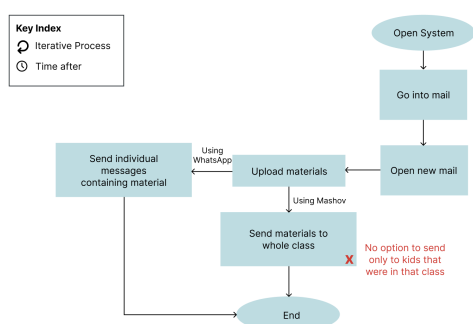 Key Index
Iterative Process
Time after
Open System
Go into mail
Open new mail
Using
WhatsApp
Send individual
messages
containing material
Upload materials
Using Mashov
Send materials to
whole class
X
No option to send
only to kids that
were in that class
End